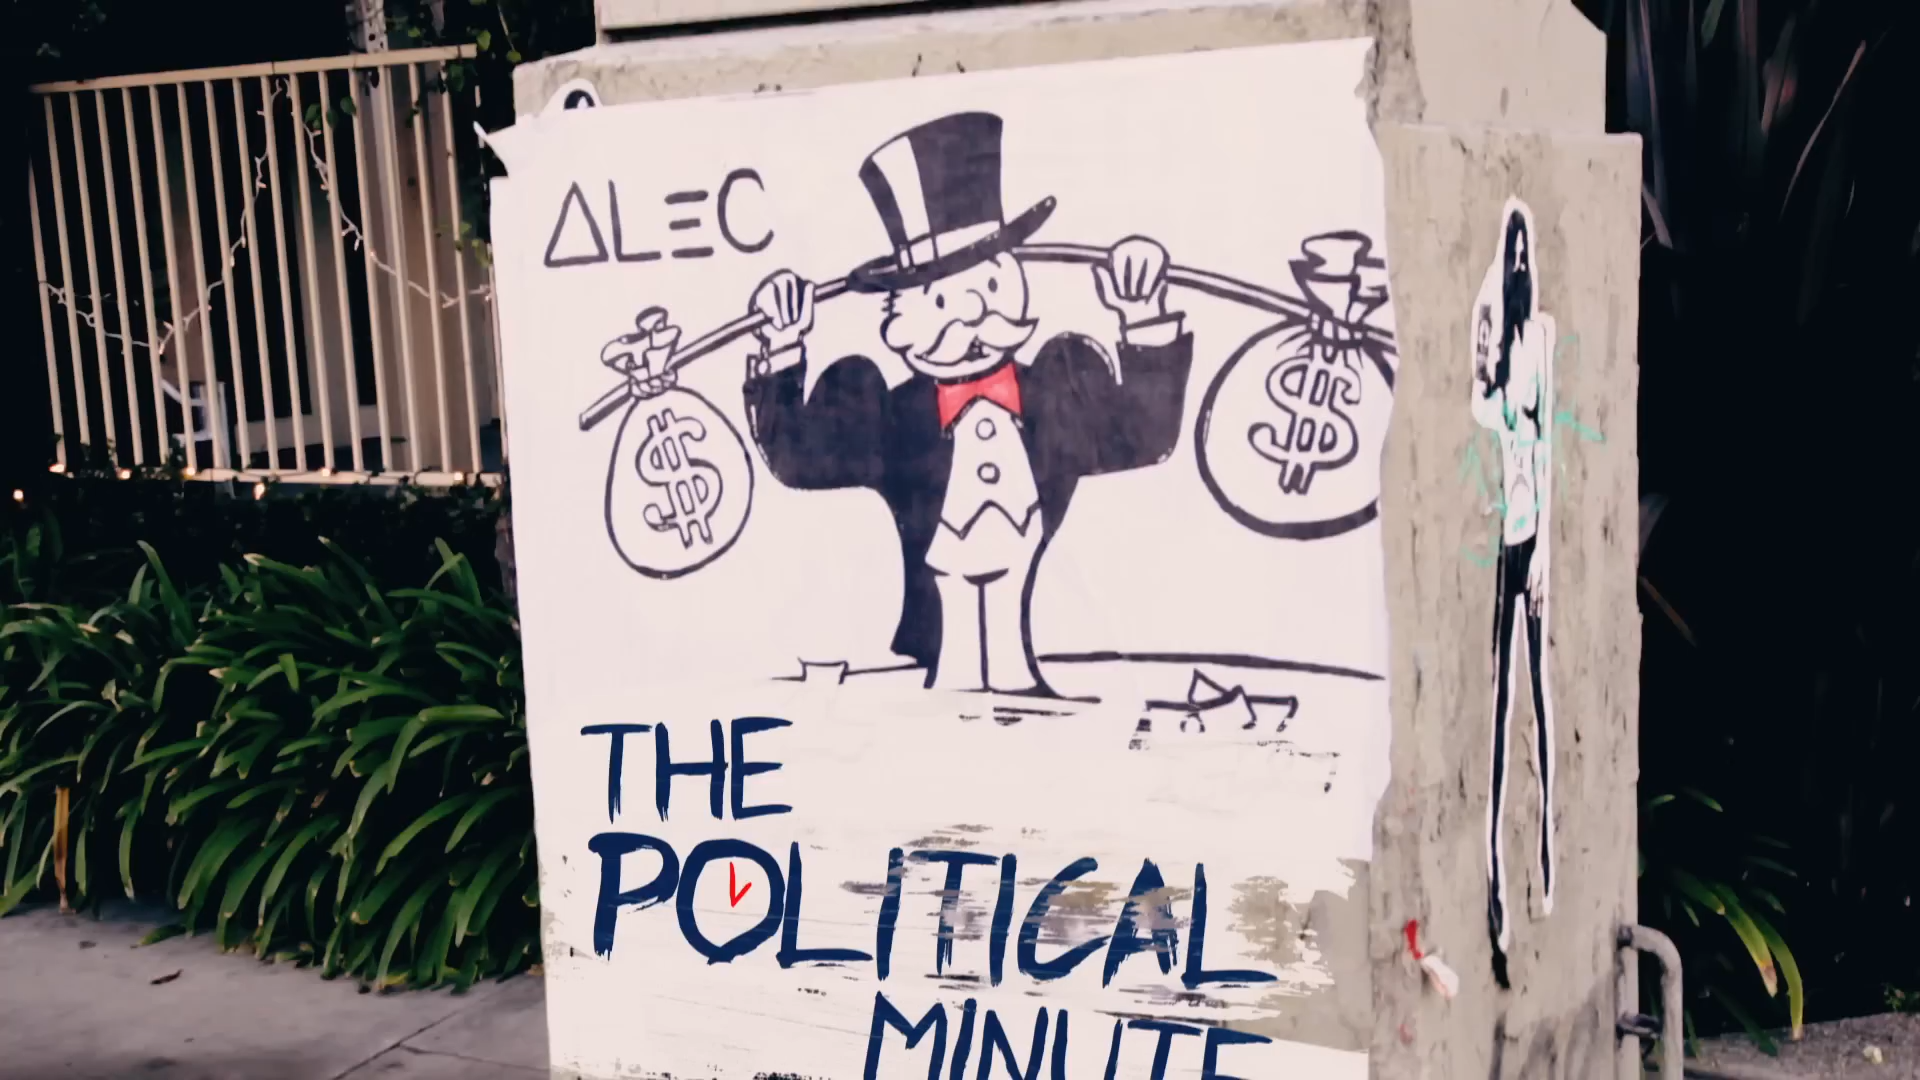 ALEC
$
$
THE
POLITICAL
MINUTE